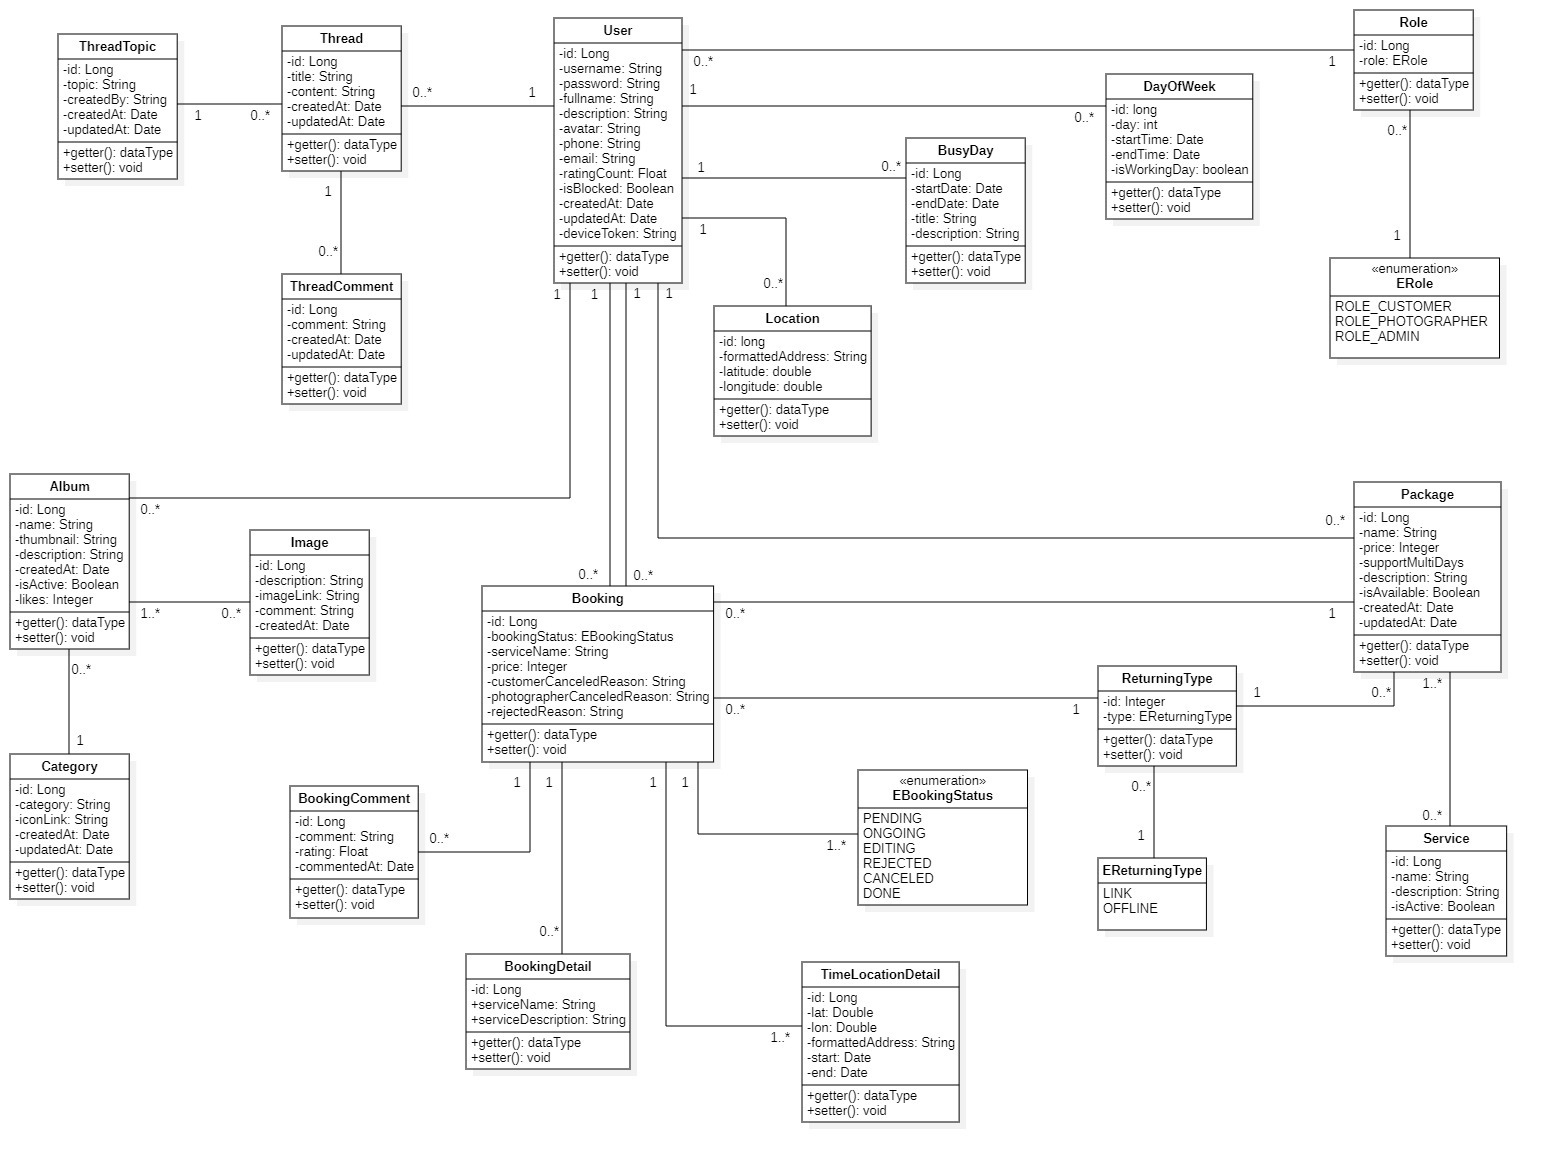 ThreadTopic
-id: Long
-topic: String
-createdBy: String
-createdAt: Date
-updatedAt: Date
+getter(): dataType
+setter(): void
1
0..*
Thread
-id: Long
-title: String
-content: String
-createdAt: Date
-updatedAt: Date
+getter(): dataType
+setter(): void
0..*
1
1
0..*
ThreadComment
-id: Long
-comment: String
-createdAt: Date
-updatedAt: Date
+getter(): dataType
+setter(): void
User
-id: Long
-username: String
-password: String
-fullname: String
-description: String
-avatar: String
-phone: String
-email: String
-ratingCount: Float
-isBlocked: Boolean
-createdAt: Date
-updatedAt: Date
-deviceToken: String
+getter(): dataType
+setter(): void
0..*
1
1
0..*
1
0..*
1
0..*
1
1
1
1
Role
-id: Long
-role: ERole
+getter(): dataType
+setter(): void
0..*
1
DayOfWeek
-id: long
-day: int
-startTime: Date
-endTime: Date
-isWorkingDay: boolean
+getter(): dataType
+setter(): void
BusyDay
-id: Long
-startDate: Date
-endDate: Date
-title: String
-description: String
+getter(): dataType
+setter(): void
«enumeration»
ERole
ROLE_CUSTOMER
ROLE_PHOTOGRAPHER
ROLE_ADMIN
Location
-id: long
-formattedAddress: String
-latitude: double
-longitude: double
+getter(): dataType
+setter(): void
Album
-id: Long
-name: String
-thumbnail: String
-description: String
-createdAt: Date
-isActive: Boolean
-likes: Integer
+getter(): dataType
+setter(): void
0..*
1..*
0..*
0..*
1
Image
-id: Long
-description: String
-imageLink: String
-comment: String
-createdAt: Date
+getter(): dataType
+setter(): void
Category
-id: Long
-category: String
-iconLink: String
-createdAt: Date
-updatedAt: Date
+getter(): dataType
+setter(): void
0..*
0..*
Booking
-id: Long
-bookingStatus: EBookingStatus
-serviceName: String
-price: Integer
-customerCanceledReason: String
-photographerCanceledReason: String
-rejectedReason: String
+getter(): dataType
+setter(): void
0..*
1
0..*
1
1
1
1
1
0..*
Package
-id: Long
-name: String
-price: Integer
-supportMultiDays
-description: String
-isAvailable: Boolean
-createdAt: Date
-updatedAt: Date
+getter(): dataType
+setter(): void
1
0..*
1..*
0..*
ReturningType
-id: Integer
-type: EReturningType
+getter(): dataType
+setter(): void
0..*
1
BookingComment
-id: Long
-comment: String
-rating: Float
-commentedAt: Date
+getter(): dataType
+setter(): void
0..*
«enumeration»
EBookingStatus
PENDING
ONGOING
EDITING
REJECTED
CANCELED
DONE
1..*
EReturningType
LINK
OFFLINE
Service
-id: Long
-name: String
-description: String
-isActive: Boolean
+getter(): dataType
+setter(): void
0..*
BookingDetail
-id: Long
+serviceName: String
+serviceDescription: String
+getter(): dataType
+setter(): void
1..*
TimeLocationDetail
-id: Long
-lat: Double
-lon: Double
-formattedAddress: String
-start: Date
-end: Date
+getter(): dataType
+setter(): void